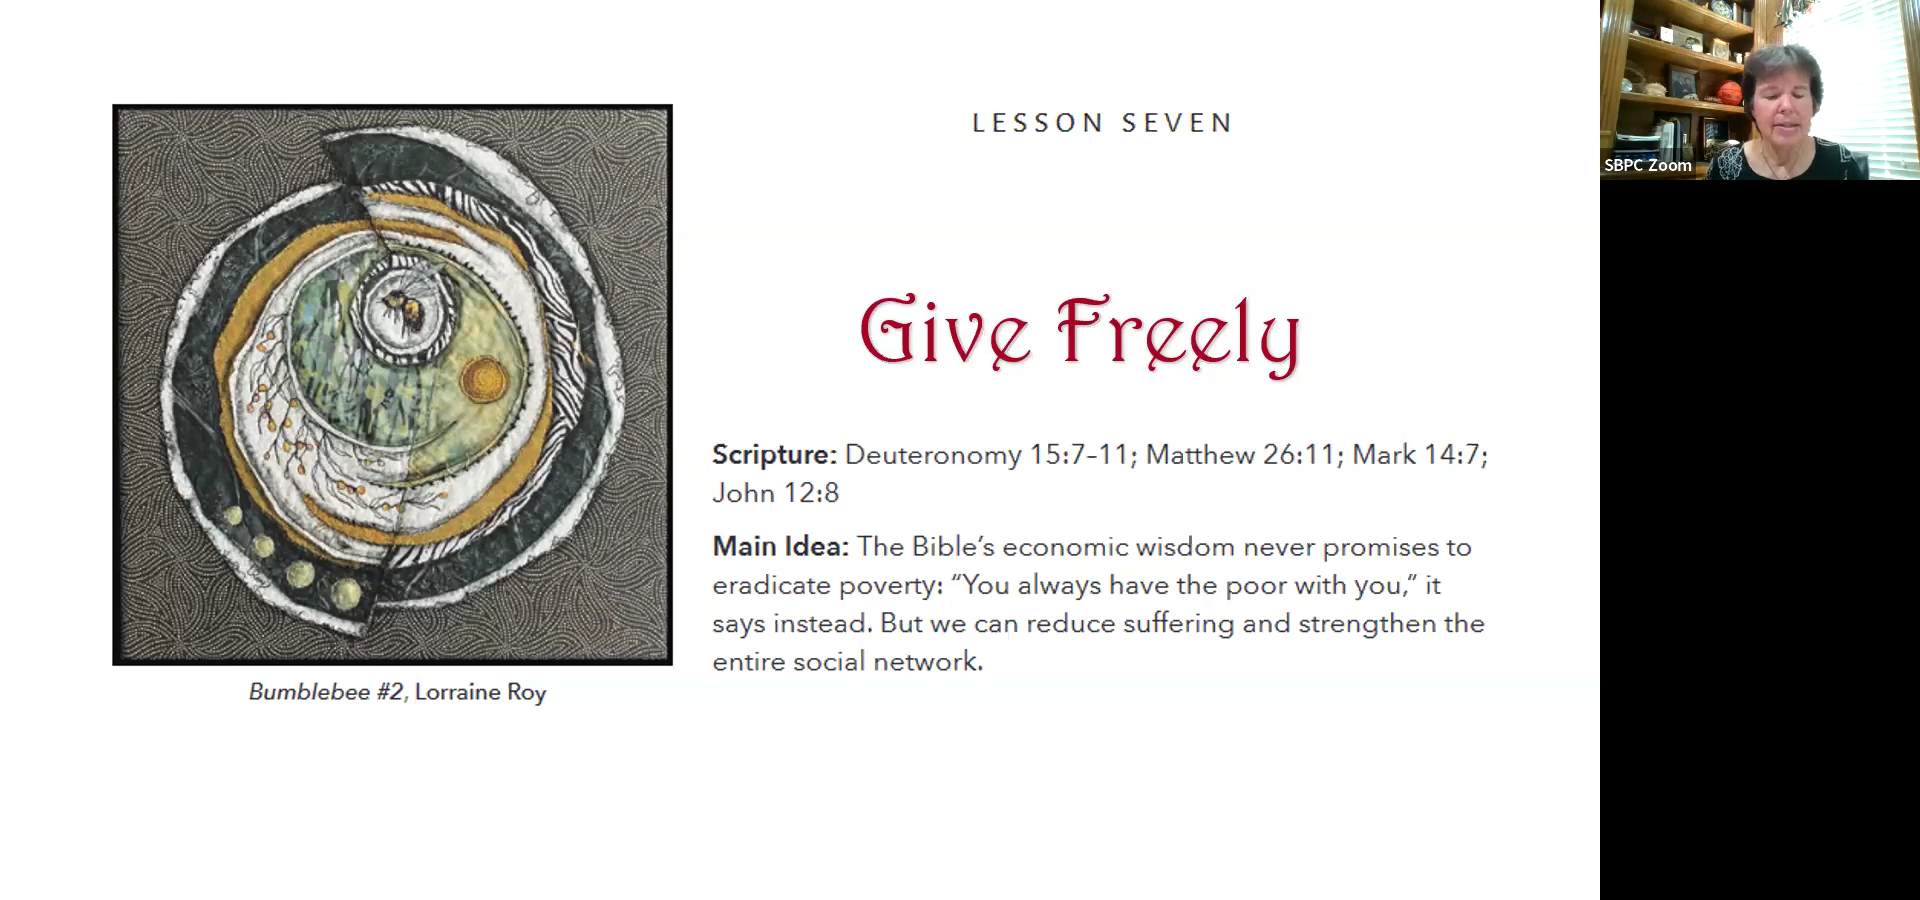 LESSON SEVEN
Give Freely
Scripture: Deuteronomy 15:7–11; Matthew 26:11; Mark 14:7;
John 12:8
Main Idea: The Bible’s economic wisdom never promises to
eradicate poverty: “You always have the poor with you,” it
says instead. But we can reduce suffering and strengthen the
entire social network.
Bumblebee #2, Lorraine Roy
SBPC Zoom